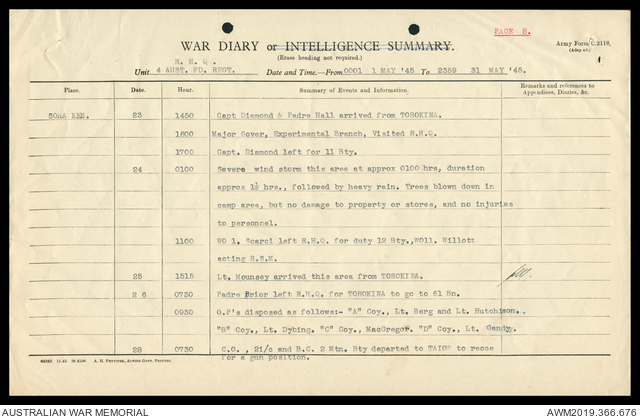 PAGE 8.
WAR DIARY or INTELLIGENCE SUMMARY.
Army Form C.2118.
(Erase heading not required.)
R. H. Q.
Unit 4 AUST. FD. REGT. Date and Time.—From 0001 1 MAY '45 To 2359 31 MAY '45.
Place. Date. Hour. Summary of Events and Information. Remarks and references to Appendices, Diaries, &c.
23 1450 Capt Diamond & Padre Hall arrived from TOROKINA.
1600 Major Gover, Experimental Branch, Visited R.H.Q.
1700 Capt. Diamond left for 11 Bty.
24 0100 Severe wind storm this area at approx 0100 hrs, duration
approx 1½ hrs., followed by heavy rain. Trees blown down in
camp area, but no damage to property or stores, and no injuries
to personnel.
1100 WO 1. Scarci left R.H.Q. for duty 12 Bty., WO11. Willott
acting R.S.M.
25 1515 Lt. Hounsey arrived this area from TOROKINA.
2 6 0730 Padre Prior left R.H.Q. for TOROKINA to go to 61 Bn.
0930 O.P's disposed as follows:- "A" Coy., Lt. Berg and Lt. Hutchison.
"B" Coy., Lt. Dybing. "C" Coy., MacGregor. "D" Coy., Lt. Gandy.
28 0730 C.O. , 2i/c and B.C. 2 Mtn. Bty departed to TAIOF to recce
for a gun position.
A. H. Pettifer, Acting Govt. Printer.
AUSTRALIAN WAR MEMORIAL
AWM2019.366.676